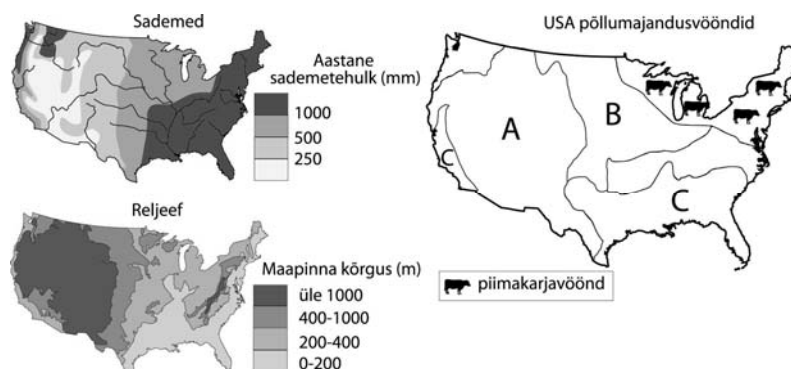 Sademed
Aastane
sademetehulk (mm)
1000
500
250
Reljeef
Maapinna kõrgus (m)
üle 1000
400-1000
200-400
0-200
USA põllumajandusvööndid
A
B
C
C
piimakarjavöönd